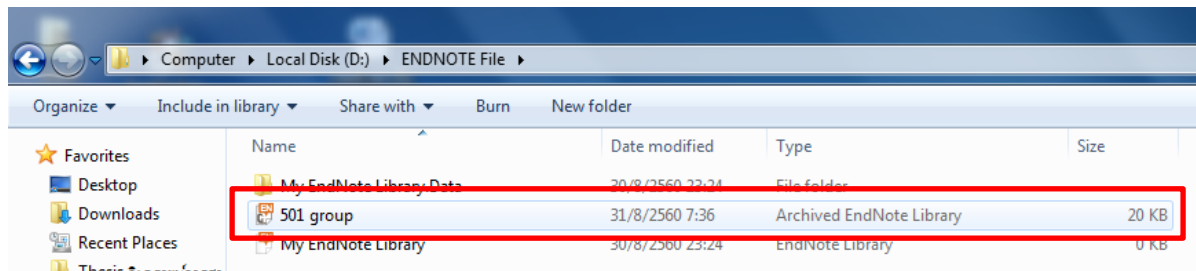 Computer Local Disk (D:) ENDNOTE File
Organize Include in library Share with Burn New folder
Favorites
Desktop
Downloads
Recent Places
Name Date modified Type Size
My EndNote Library.Data 30/8/2560 23:24 File folder
501 group 31/8/2560 7:36 Archived EndNote Library 20 KB
My EndNote Library 30/8/2560 23:24 EndNote Library 0 KB